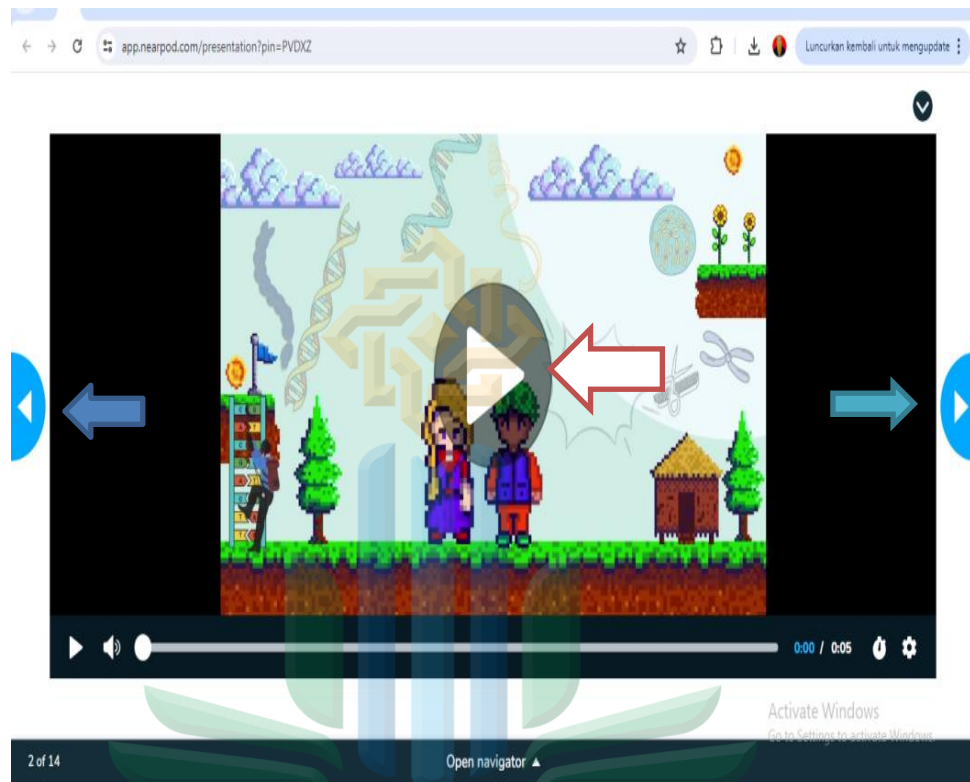 app.nearpod.com/presentation?pin=PVDXZ
Luncurkan kembali untuk mengupdate
0:00 / 0:05
Activate Windows
Go to Settings to activate Windows.
2 of 14
Open navigator ▲